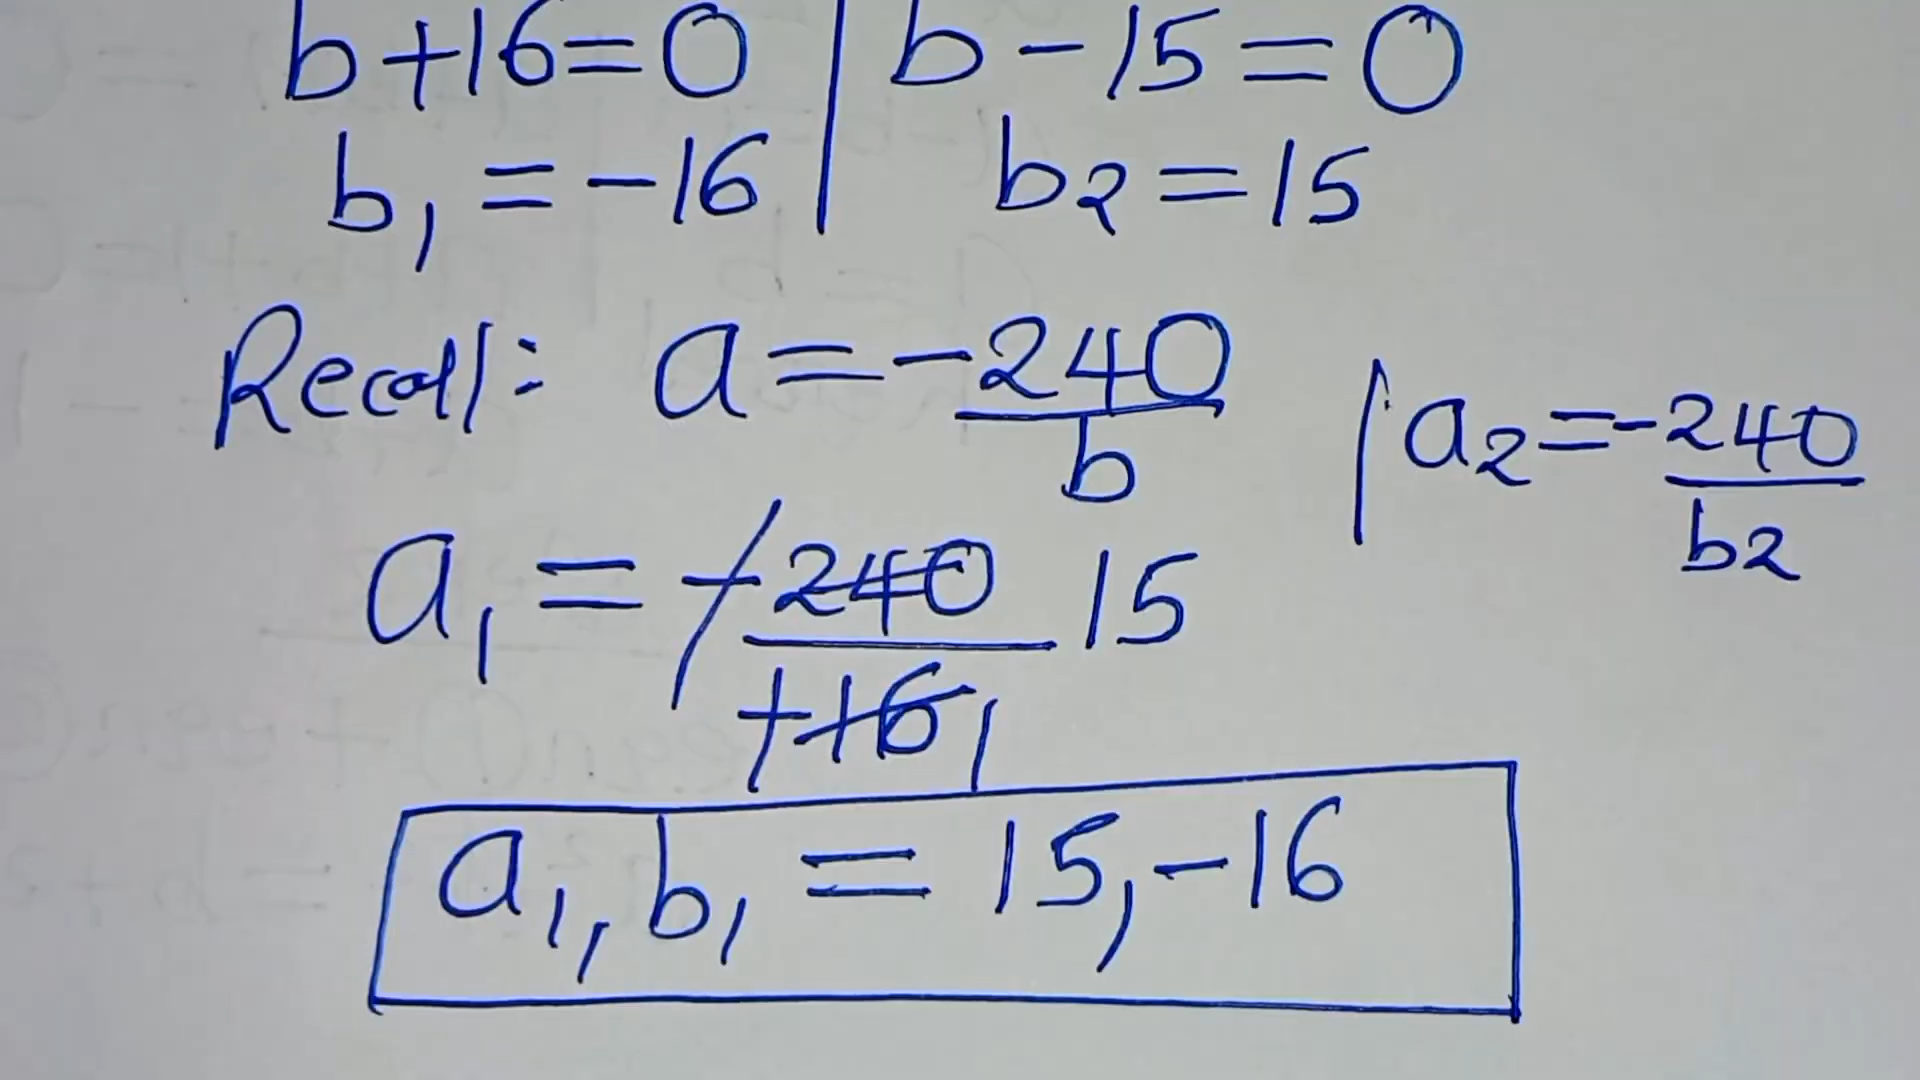 b+16=0 | b-15=0
b₁ = -16 | b₂ = 15
Recall: a = -240/b | a₂ = -240/b₂
a₁ = -240/+16 15 1
a₁, b₁ = 15, -16